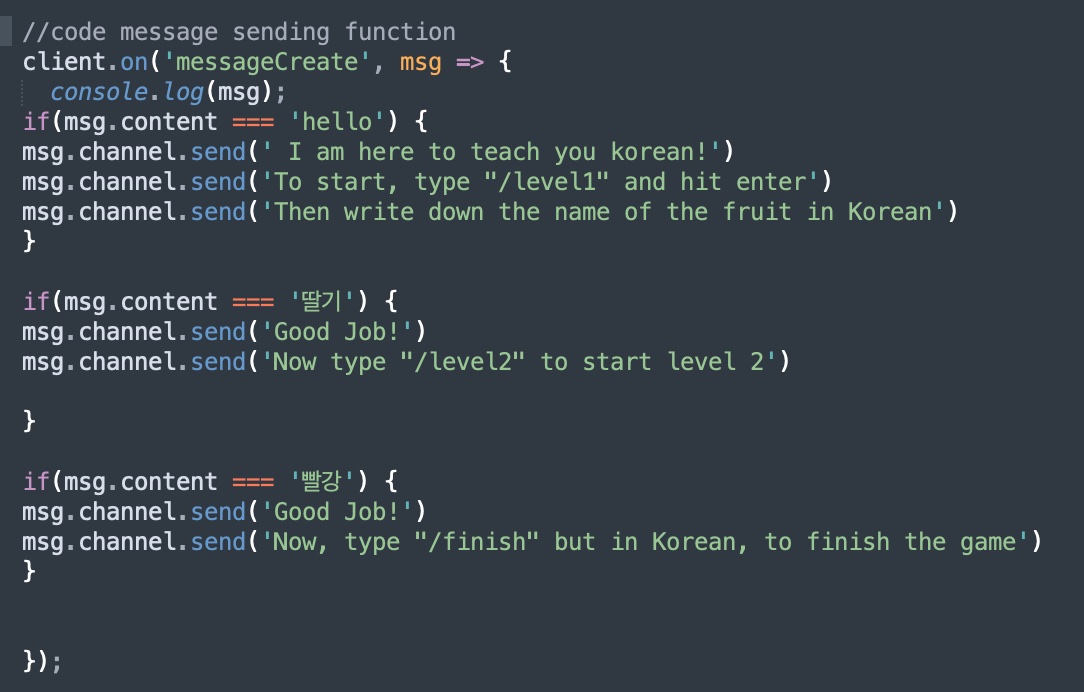 //code message sending function
client.on('messageCreate', msg => {
  console.log(msg);
if(msg.content === 'hello') {
msg.channel.send(' I am here to teach you korean!')
msg.channel.send('To start, type "/level1" and hit enter')
msg.channel.send('Then write down the name of the fruit in Korean')
}
if(msg.content === '딸기') {
msg.channel.send('Good Job!')
msg.channel.send('Now type "/level2" to start level 2')
}
if(msg.content === '빨강') {
msg.channel.send('Good Job!')
msg.channel.send('Now, type "/finish" but in Korean, to finish the game')
}
});